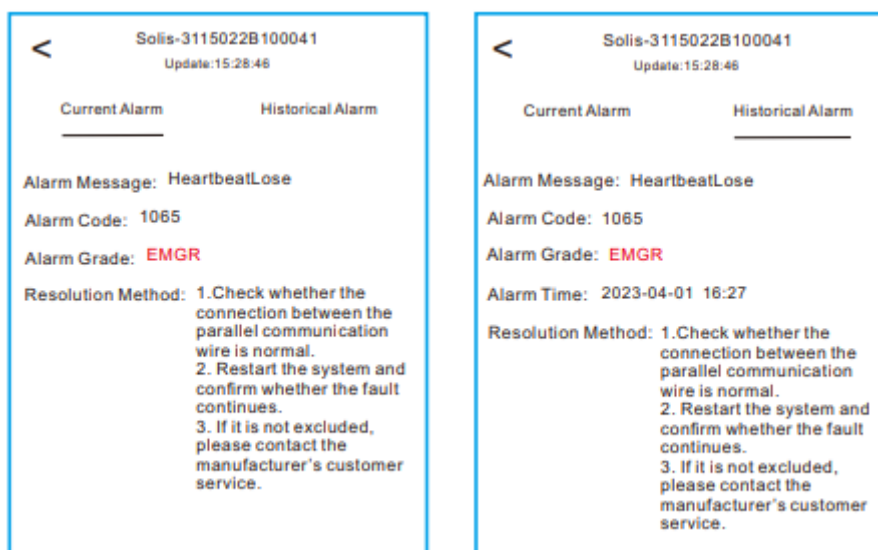 <
Solis-3115022B100041
Update:15:28:46
Current Alarm Historical Alarm
Alarm Message: HeartbeatLose
Alarm Code: 1065
Alarm Grade: EMGR
Resolution Method: 1.Check whether the
connection between the
parallel communication
wire is normal.
2. Restart the system and
confirm whether the fault
continues.
3. If it is not excluded,
please contact the
manufacturer's customer
service.
<
Solis-3115022B100041
Update:15:28:46
Current Alarm Historical Alarm
Alarm Message: HeartbeatLose
Alarm Code: 1065
Alarm Grade: EMGR
Alarm Time: 2023-04-01 16:27
Resolution Method: 1.Check whether the
connection between the
parallel communication
wire is normal.
2. Restart the system and
confirm whether the fault
continues.
3. If it is not excluded,
please contact the
manufacturer's customer
service.